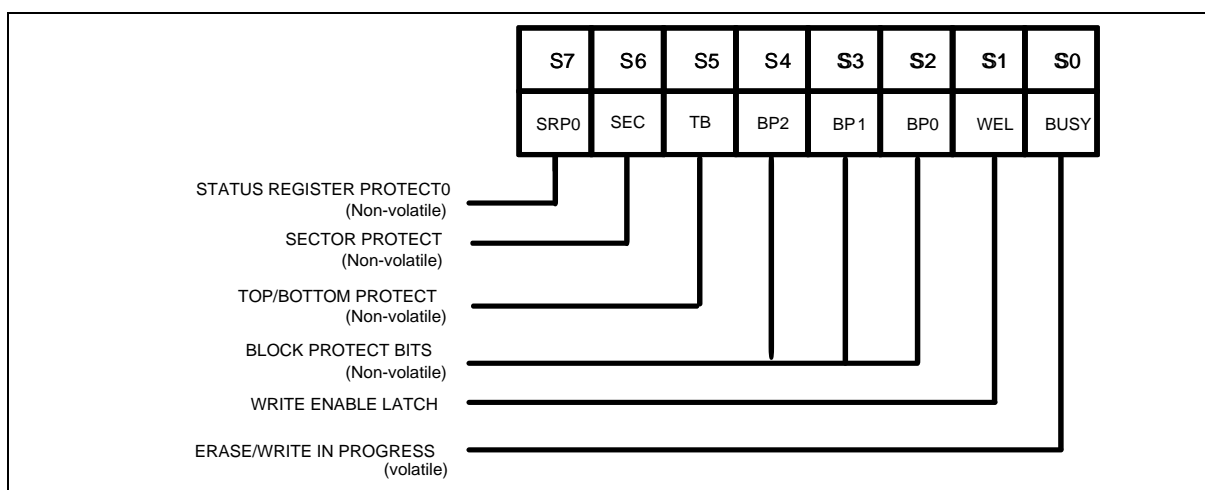 S7 S6 S5 S4 S3 S2 S1 S0
SRP0 SEC TB BP2 BP1 BP0 WEL BUSY
STATUS REGISTER PROTECT0
(Non-volatile)
SECTOR PROTECT
(Non-volatile)
TOP/BOTTOM PROTECT
(Non-volatile)
BLOCK PROTECT BITS
(Non-volatile)
WRITE ENABLE LATCH
ERASE/WRITE IN PROGRESS
(volatile)